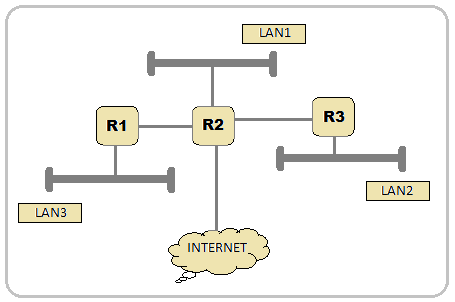 LAN1
R1
R2
R3
LAN2
LAN3
INTERNET